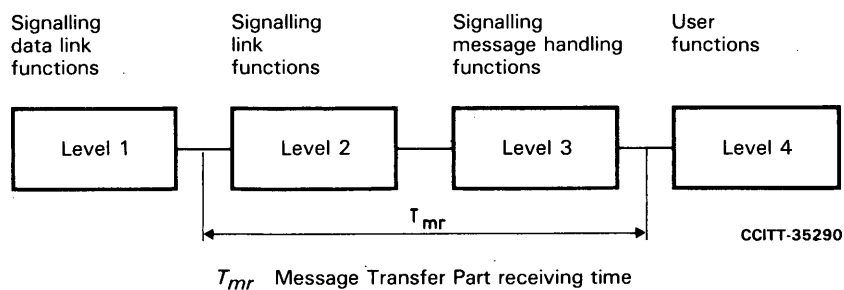 Signalling
data link
functions
Signalling
link
functions
Signalling
message handling
functions
User
functions
Level 1
Level 2
Level 3
Level 4
Tmr
CCITT-35290
Tmr Message Transfer Part receiving time